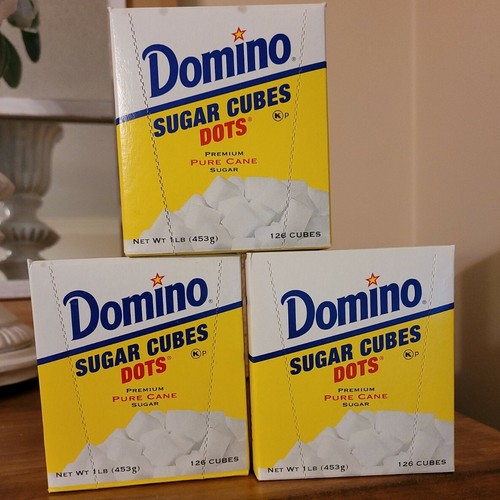 Domino®
SUGAR CUBES
DOTS®
K P
PREMIUM
PURE CANE
SUGAR
NET WT 1LB (453g) 126 CUBES
Domino®
SUGAR CUBES
DOTS®
K P
PREMIUM
PURE CANE
SUGAR
NET WT 1LB (453g) 126 CUBES
Domino®
SUGAR CUBES
DOTS®
K P
PREMIUM
PURE CANE
SUGAR
NET WT 1LB (453g) 126 CUBES